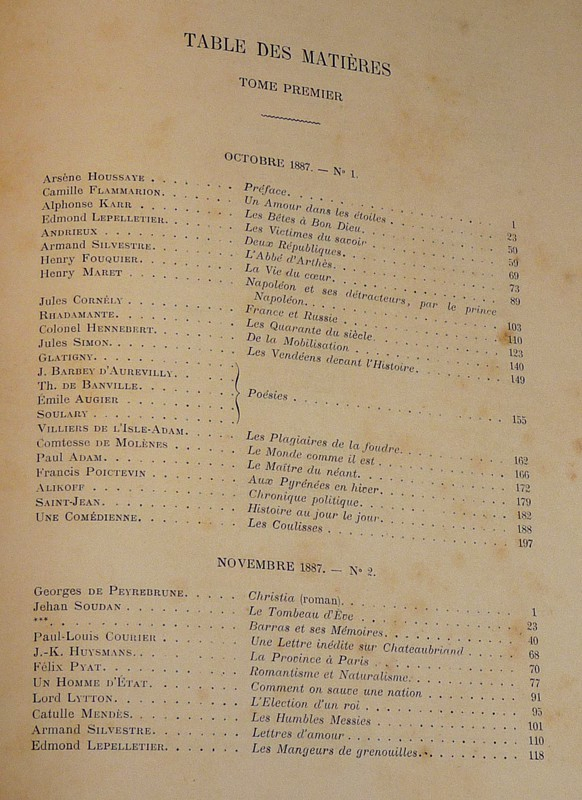 TABLE DES MATIÈRES
TOME PREMIER
OCTOBRE 1887. — N° 1.
Arsène HOUSSAYE . . . . . . . Préface. . . . . . . . . . . . 1
Camille FLAMMARION. . . . . . Un Amour dans les étoiles . . . . . 23
Alphonse KARR . . . . . . . . Les Bêtes à Bon Dieu. . . . . . . 50
Edmond LEPELLETIER. . . . . . Les Victimes du savoir . . . . . . 59
ANDRIEUX . . . . . . . . . . Deux Républiques. . . . . . . . 69
Armand SILVESTRE. . . . . . . L'Abbé d'Arthès. . . . . . . . . 73
Henry FOUQUIER. . . . . . . . La Vie du cœur. . . . . . . . . 89
Henry MARET . . . . . . . . . Napoléon et ses détracteurs, par le prince
Napoléon. . . . . . . . . . . 103
Jules CORNÉLY . . . . . . . . France et Russie . . . . . . . . 110
RHADAMANTE. . . . . . . . . . Les Quarante du siècle. . . . . . . 123
Colonel HENNEBERT. . . . . . . De la Mobilisation . . . . . . . . 140
Jules SIMON. . . . . . . . . . Les Vendéens devant l'Histoire. . . . . 149
GLATIGNY. . . . . . . . .
J. BARBEY D'AUREVILLY. . . .
TH. DE BANVILLE. . . . . . . Poésies . . . . . . . . . . . 155
Émile AUGIER . . . . . . .
SOULARY . . . . . . . . .
VILLIERS DE L'ISLE-ADAM. . . . Les Plagiaires de la foudre. . . . . . 162
Comtesse DE MOLÈNES . . . . . Le Monde comme il est . . . . . . . 166
Paul ADAM. . . . . . . . . . Le Maître du néant. . . . . . . . 172
Francis POICTEVIN . . . . . . Aux Pyrénées en hiver. . . . . . . 179
ALIKOFF . . . . . . . . . . Chronique politique. . . . . . . . 182
SAINT-JEAN. . . . . . . . . Histoire au jour le jour. . . . . . . 188
UNE COMÉDIENNE. . . . . . . Les Coulisses . . . . . . . . . 197
NOVEMBRE 1887. — N° 2.
Georges DE PEYREBRUNE. . . . . Christia (roman). . . . . . . . . 1
Jehan SOUDAN . . . . . . . . Le Tombeau d'Ève . . . . . . . . 23
***. . . . . . . . . . . . Barras et ses Mémoires. . . . . . . 40
Paul-Louis COURIER . . . . . . Une Lettre inédite sur Chateaubriand . . . 68
J.-K. HUYSMANS. . . . . . . . La Province à Paris . . . . . . . . 70
Félix PYAT. . . . . . . . . . Romantisme et Naturalisme. . . . . . 77
UN HOMME D'ÉTAT. . . . . . . Comment on sauve une nation . . . . . 91
Lord LYTTON. . . . . . . . . L'Election d'un roi . . . . . . . . 95
Catulle MENDÈS. . . . . . . . Les Humbles Messies . . . . . . . 101
Armand SILVESTRE. . . . . . . Lettres d'amour . . . . . . . . . 110
Edmond LEPELLETIER. . . . . . Les Mangeurs de grenouilles. . . . . . 118